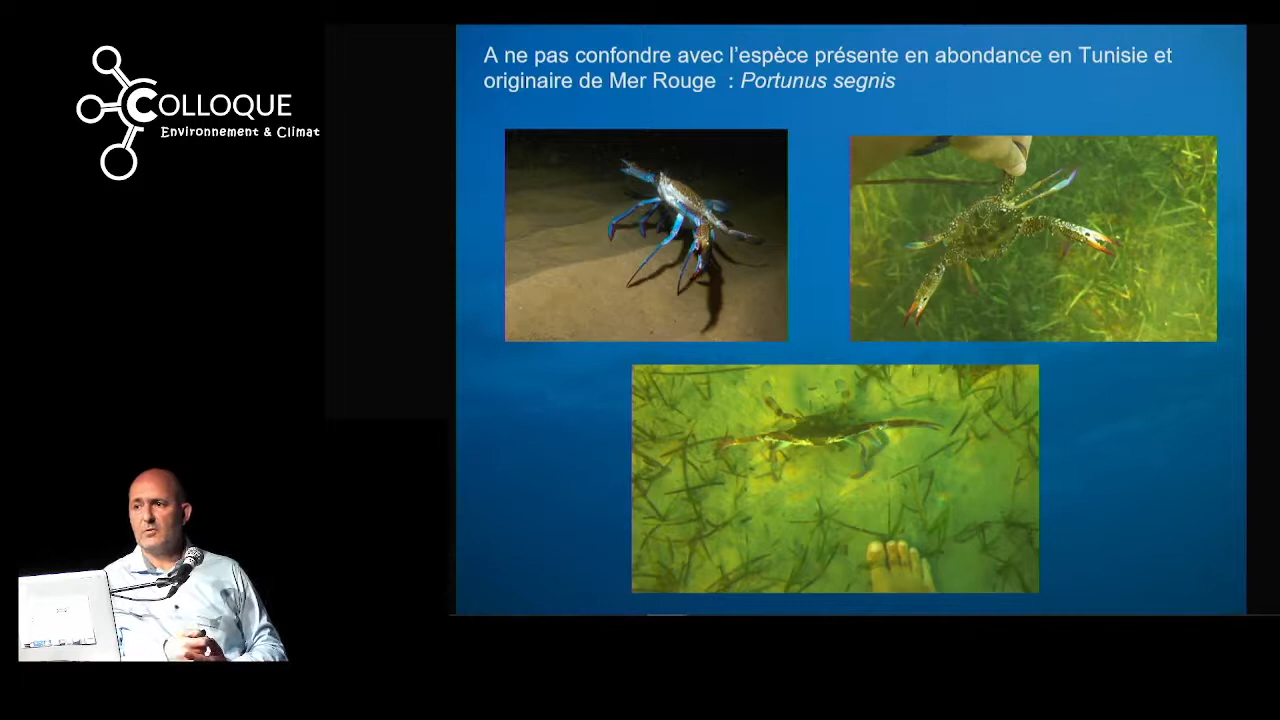 COLLOQUE
Environnement & Climat
A ne pas confondre avec l'espèce présente en abondance en Tunisie et
originaire de Mer Rouge : Portunus segnis